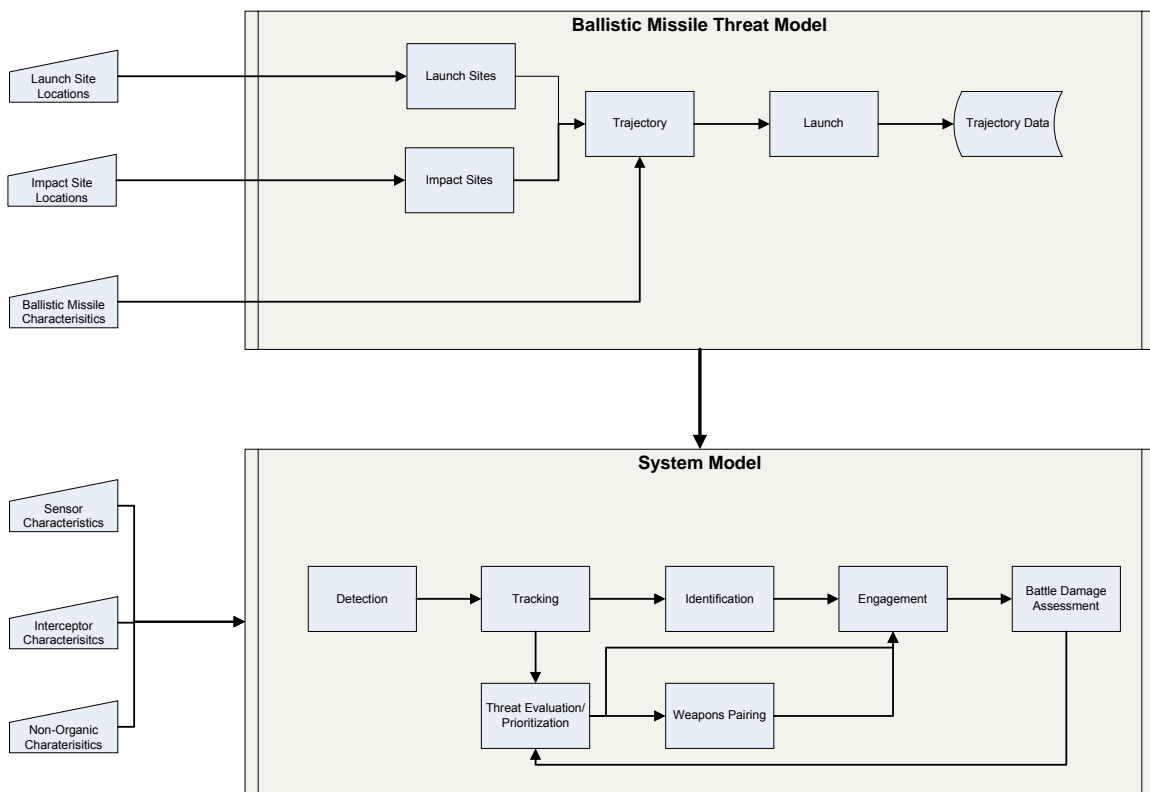 Ballistic Missile Threat Model
Launch Site
Locations
Launch Sites
Trajectory
Launch
Trajectory Data
Impact Site
Locations
Impact Sites
Ballistic Missile
Characterisitics
System Model
Sensor
Characteristics
Detection
Tracking
Identification
Engagement
Battle Damage
Assessment
Interceptor
Characterisitcs
Threat Evaluation/
Prioritization
Weapons Pairing
Non-Organic
Charaterisitics